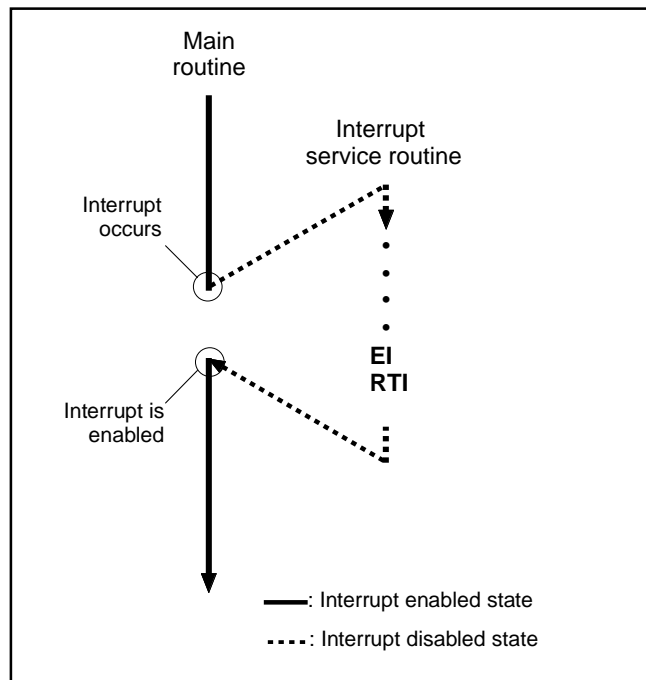 Main
routine
Interrupt
service routine
Interrupt
occurs
EI
RTI
Interrupt is
enabled
: Interrupt enabled state
: Interrupt disabled state